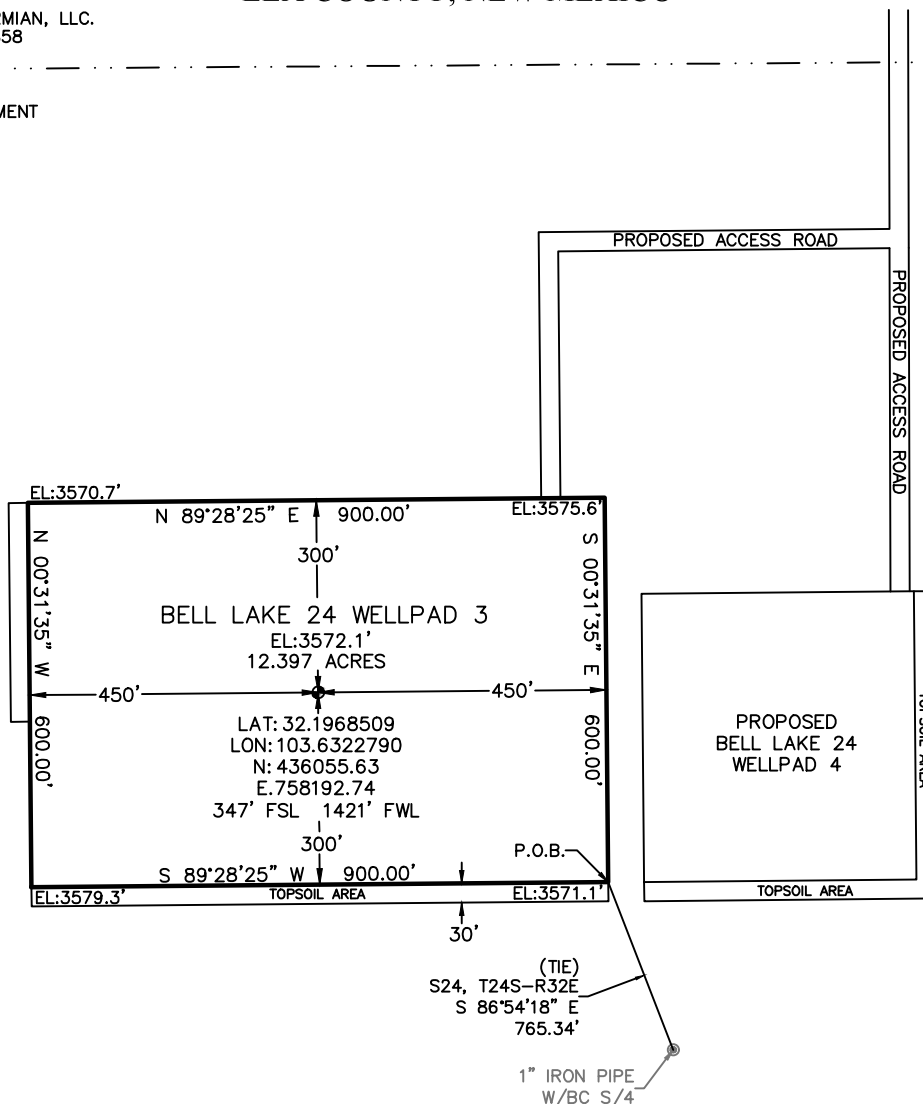 RMIAN, LLC.
58
MENT
PROPOSED ACCESS ROAD
PROPOSED ACCESS ROAD
EL:3570.7'
N 89°28'25" E 900.00'
EL:3575.6'
300'
N 00°31'35" W 600.00'
S 00°31'35" E 600.00'
BELL LAKE 24 WELLPAD 3
EL:3572.1'
12.397 ACRES
450'
450'
LAT: 32.1968509
LON: 103.6322790
N: 436055.63
E.758192.74
347' FSL 1421' FWL
300'
PROPOSED
BELL LAKE 24
WELLPAD 4
P.O.B.
S 89°28'25" W 900.00'
EL:3579.3'
TOPSOIL AREA
EL:3571.1'
TOPSOIL AREA
30'
(TIE)
S24, T24S-R32E
S 86°54'18" E
765.34'
1" IRON PIPE
W/BC S/4